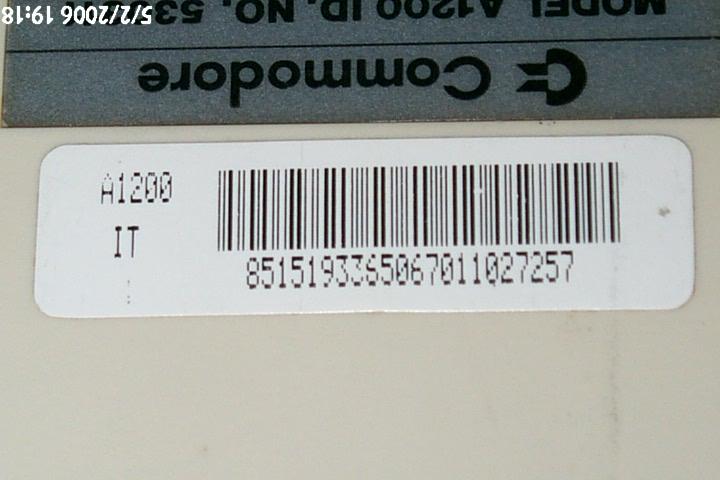 5/2/2006 19:18
MODEL A1200 ID. NO. 53
Commodore
A1200
IT
8515193365067011027257